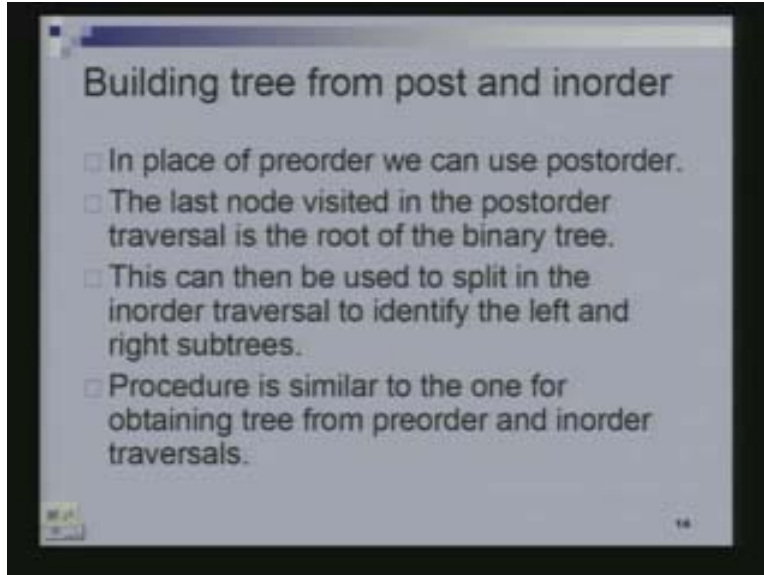 Building tree from post and inorder
In place of preorder we can use postorder.
The last node visited in the postorder
traversal is the root of the binary tree.
This can then be used to split in the
inorder traversal to identify the left and
right subtrees.
Procedure is similar to the one for
obtaining tree from preorder and inorder
traversals.